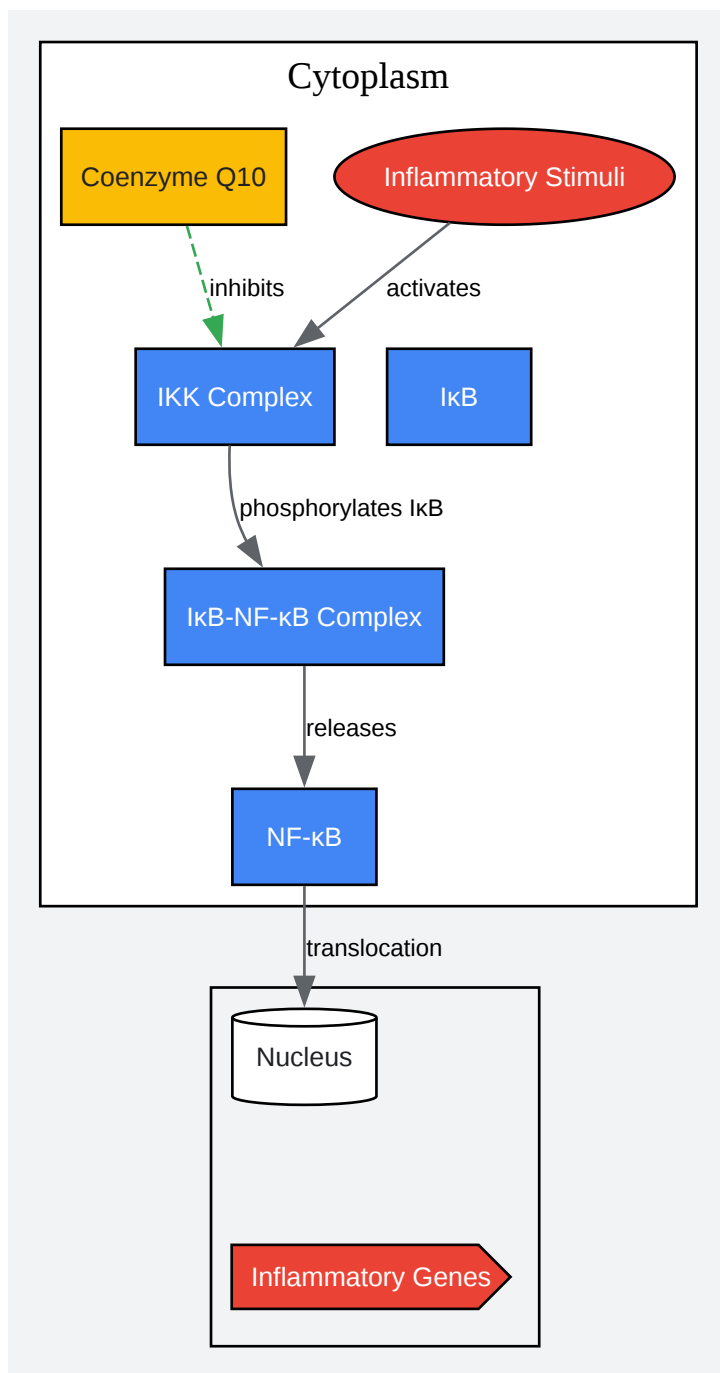 Cytoplasm
Coenzyme Q10
Inflammatory Stimuli
inhibits
activates
IKK Complex
IκB
phosphorylates IκB
IκB-NF-κB Complex
releases
NF-κB
translocation
Nucleus
Inflammatory Genes